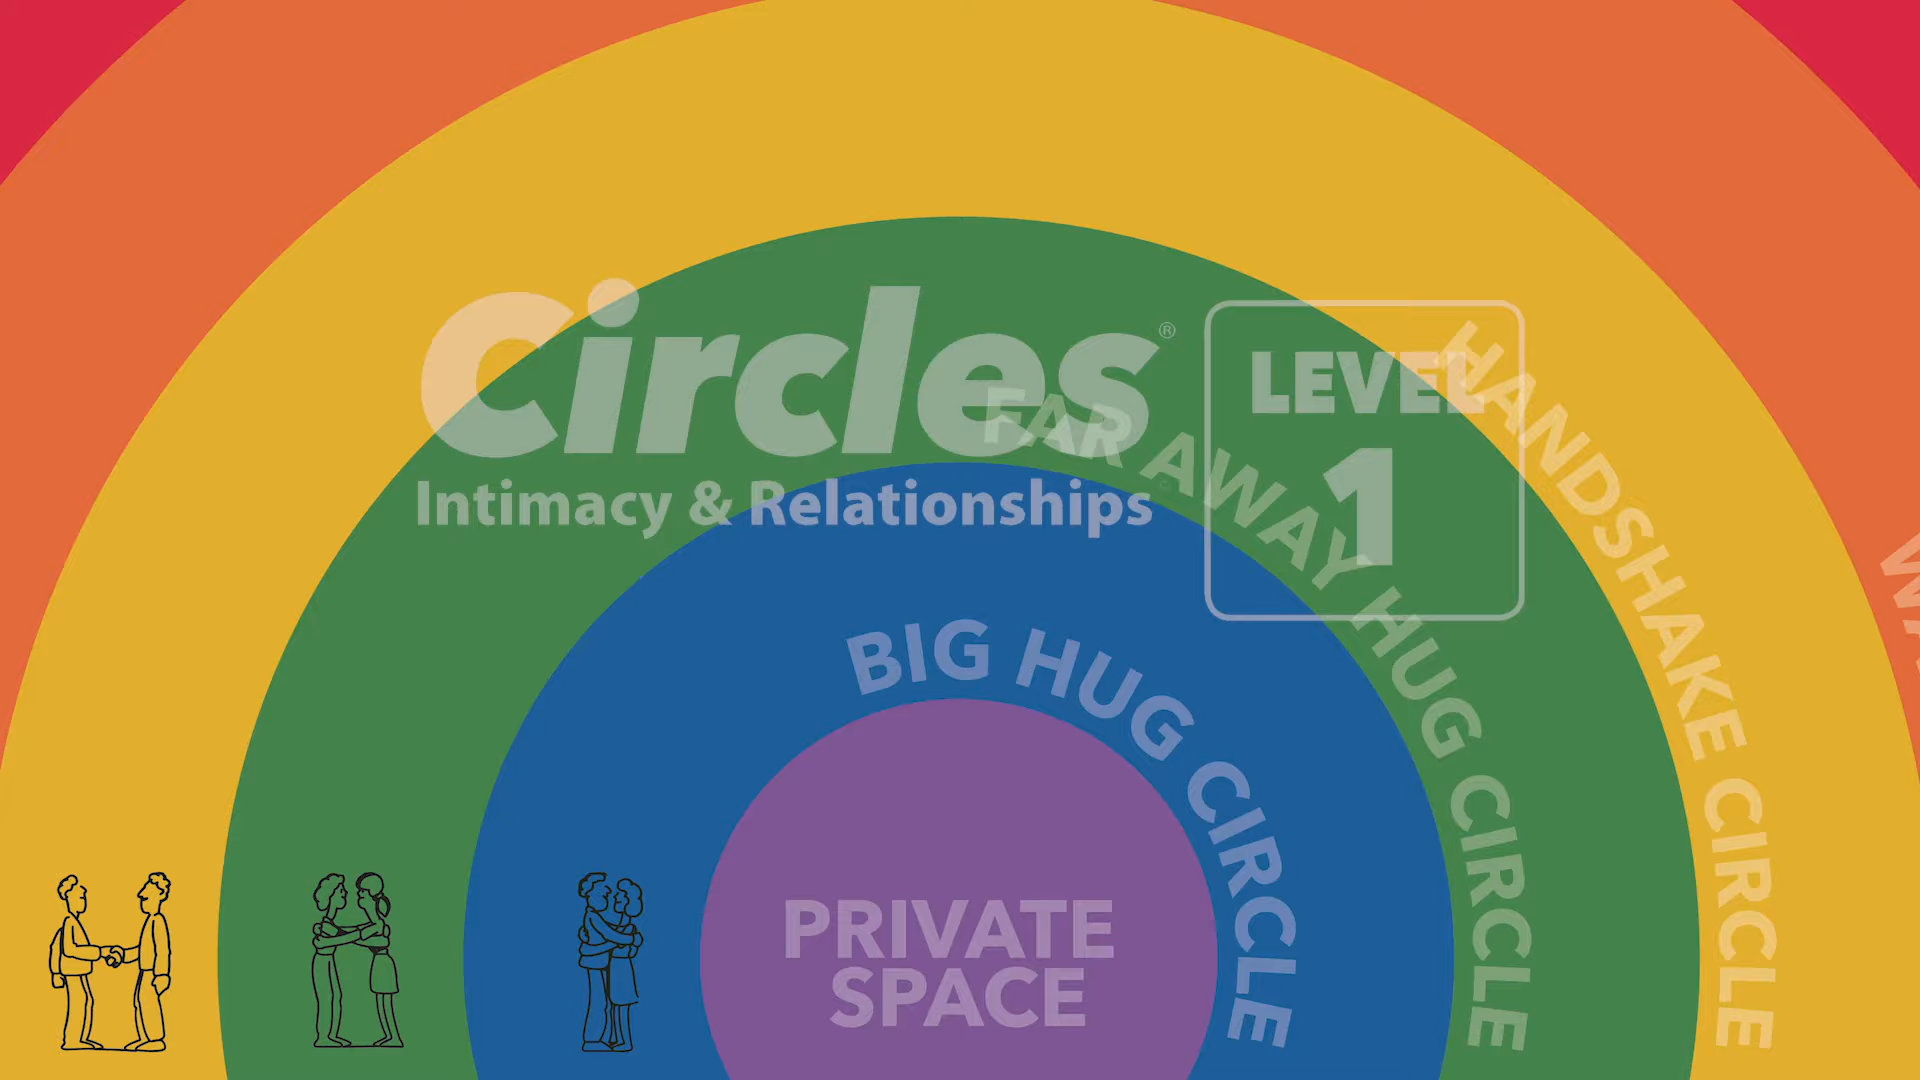 Circles®
Intimacy & Relationships
LEVEL
1
HANDSHAKE CIRCLE
FAR AWAY HUG CIRCLE
BIG HUG CIRCLE
PRIVATE
SPACE